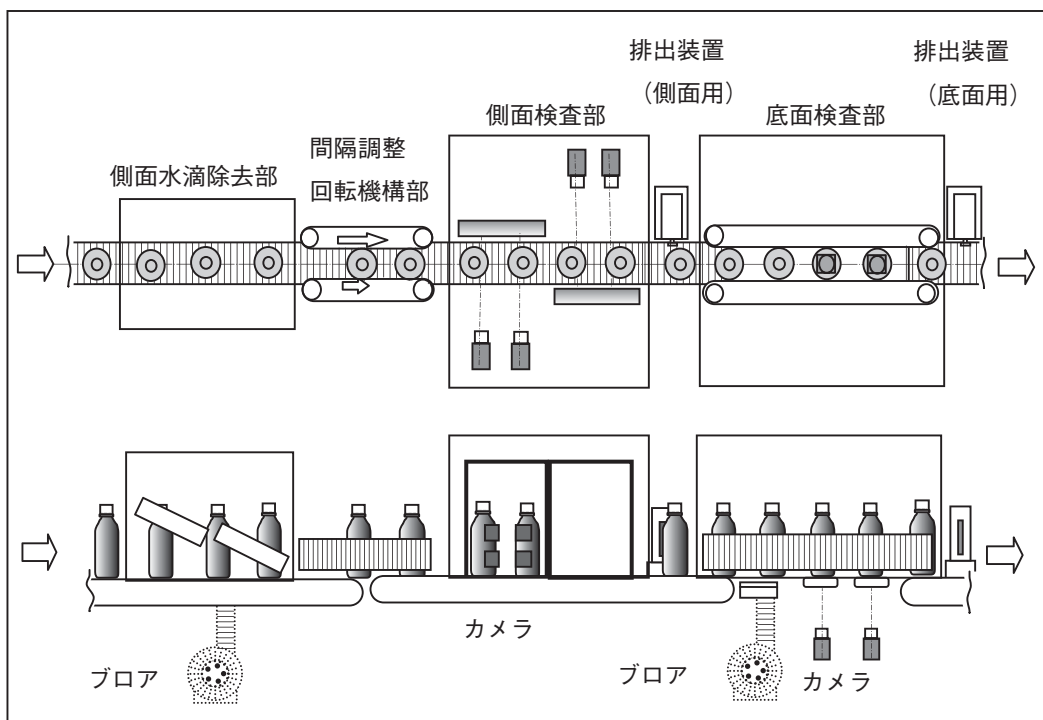 排出装置
（側面用）
排出装置
（底面用）
側面検査部
底面検査部
間隔調整
回転機構部
側面水滴除去部
カメラ
ブロア
ブロア
カメラ